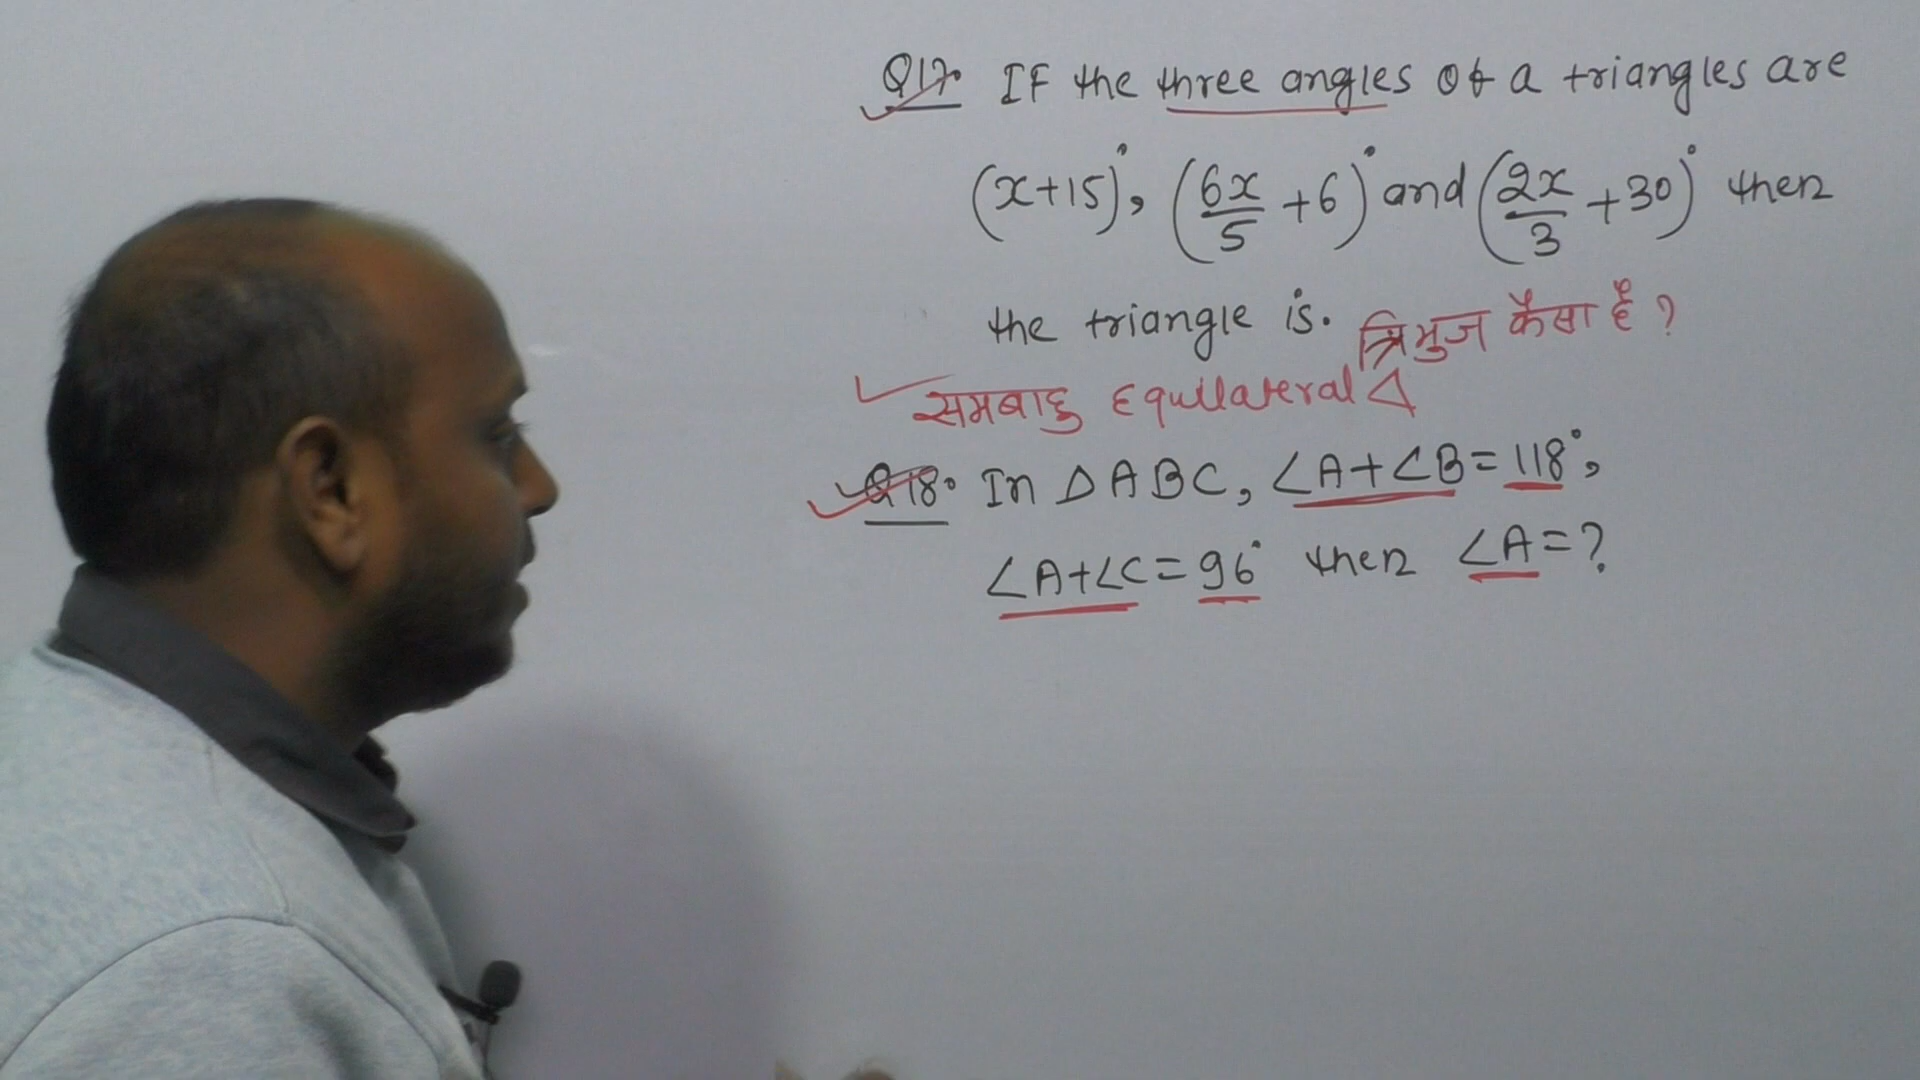 Q17. IF the three angles of a triangles are
(x+15)°, (6x/5 +6)° and (2x/3 +30)° then
the triangle is. त्रिभुज कैसा है ?
समबाहु Equilateral Δ
Q18. In ΔABC, ∠A+∠B=118°,
∠A+∠C=96° then ∠A=?